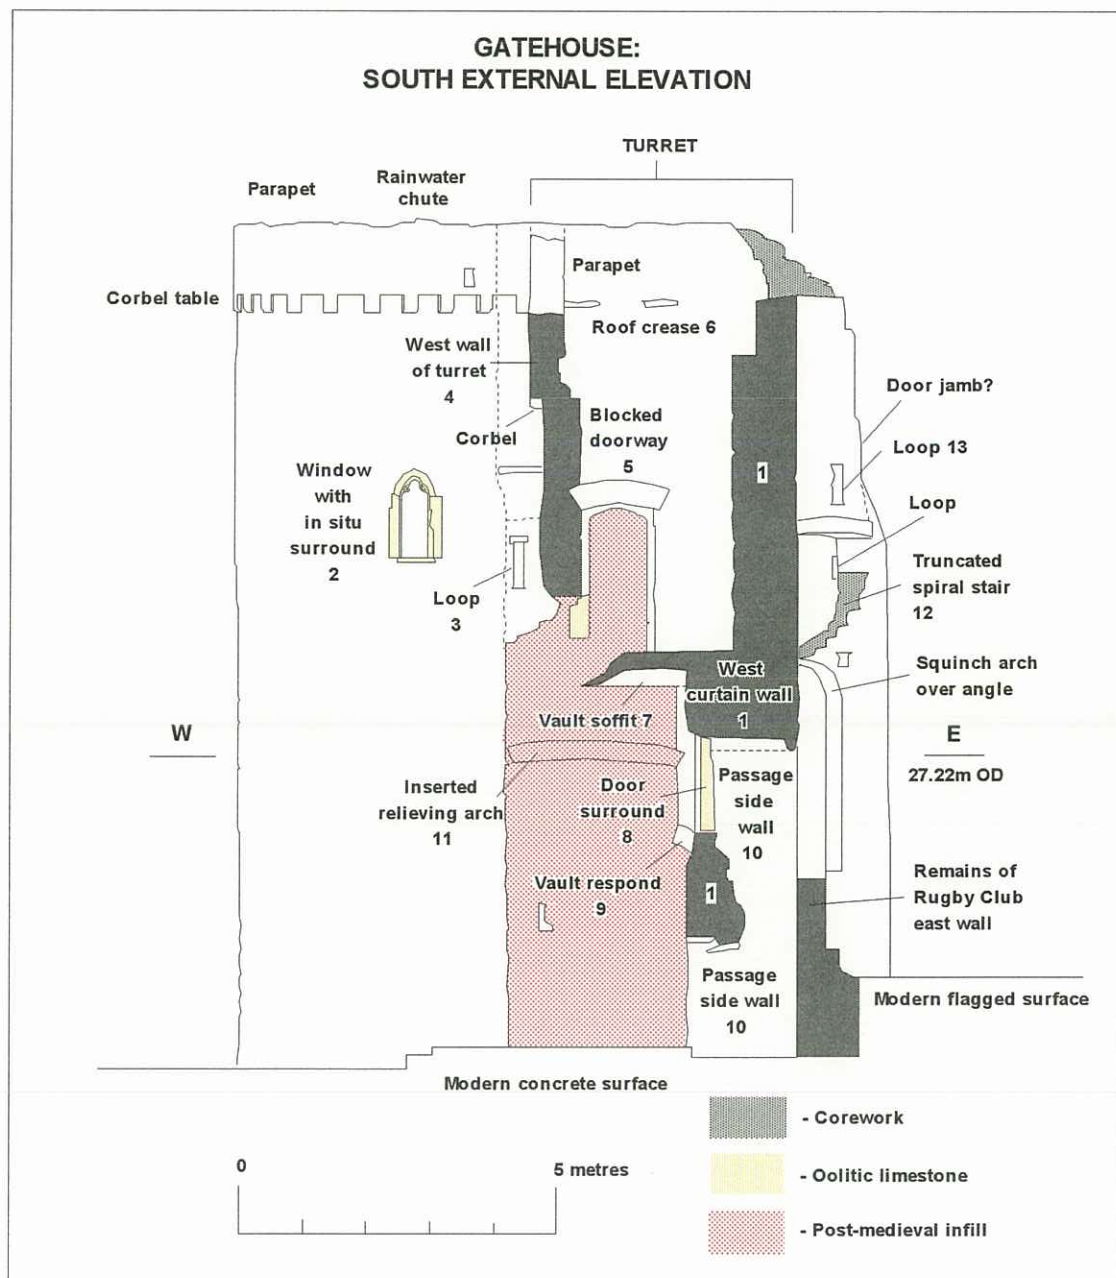 GATEHOUSE:
SOUTH EXTERNAL ELEVATION
TURRET
Parapet
Rainwater
chute
Parapet
Corbel table
Roof crease 6
West wall
of turret
4
Corbel
Blocked
doorway
5
1
Door jamb?
Loop 13
Loop
Window
with
in situ
surround
2
Loop
3
Truncated
spiral stair
12
Squinch arch
over angle
West
curtain wall
1
Vault soffit 7
W
E
27.22m OD
Inserted
relieving arch
11
Door
surround
8
Passage
side
wall
10
Vault respond
9
1
Remains of
Rugby Club
east wall
Passage
side wall
10
Modern flagged surface
Modern concrete surface
- Corework
0
5 metres
- Oolitic limestone
- Post-medieval infill